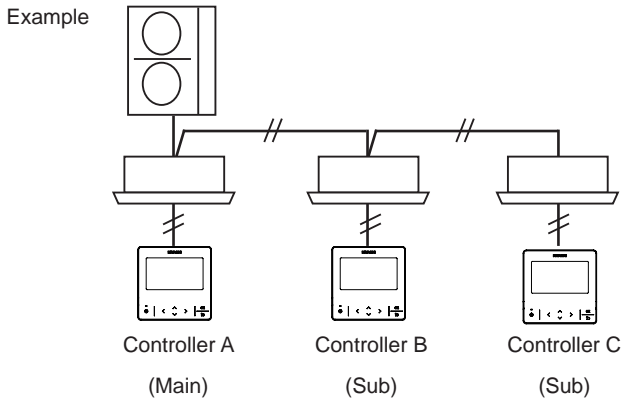 Example
Controller A
Controller B
Controller C
(Main)
(Sub)
(Sub)